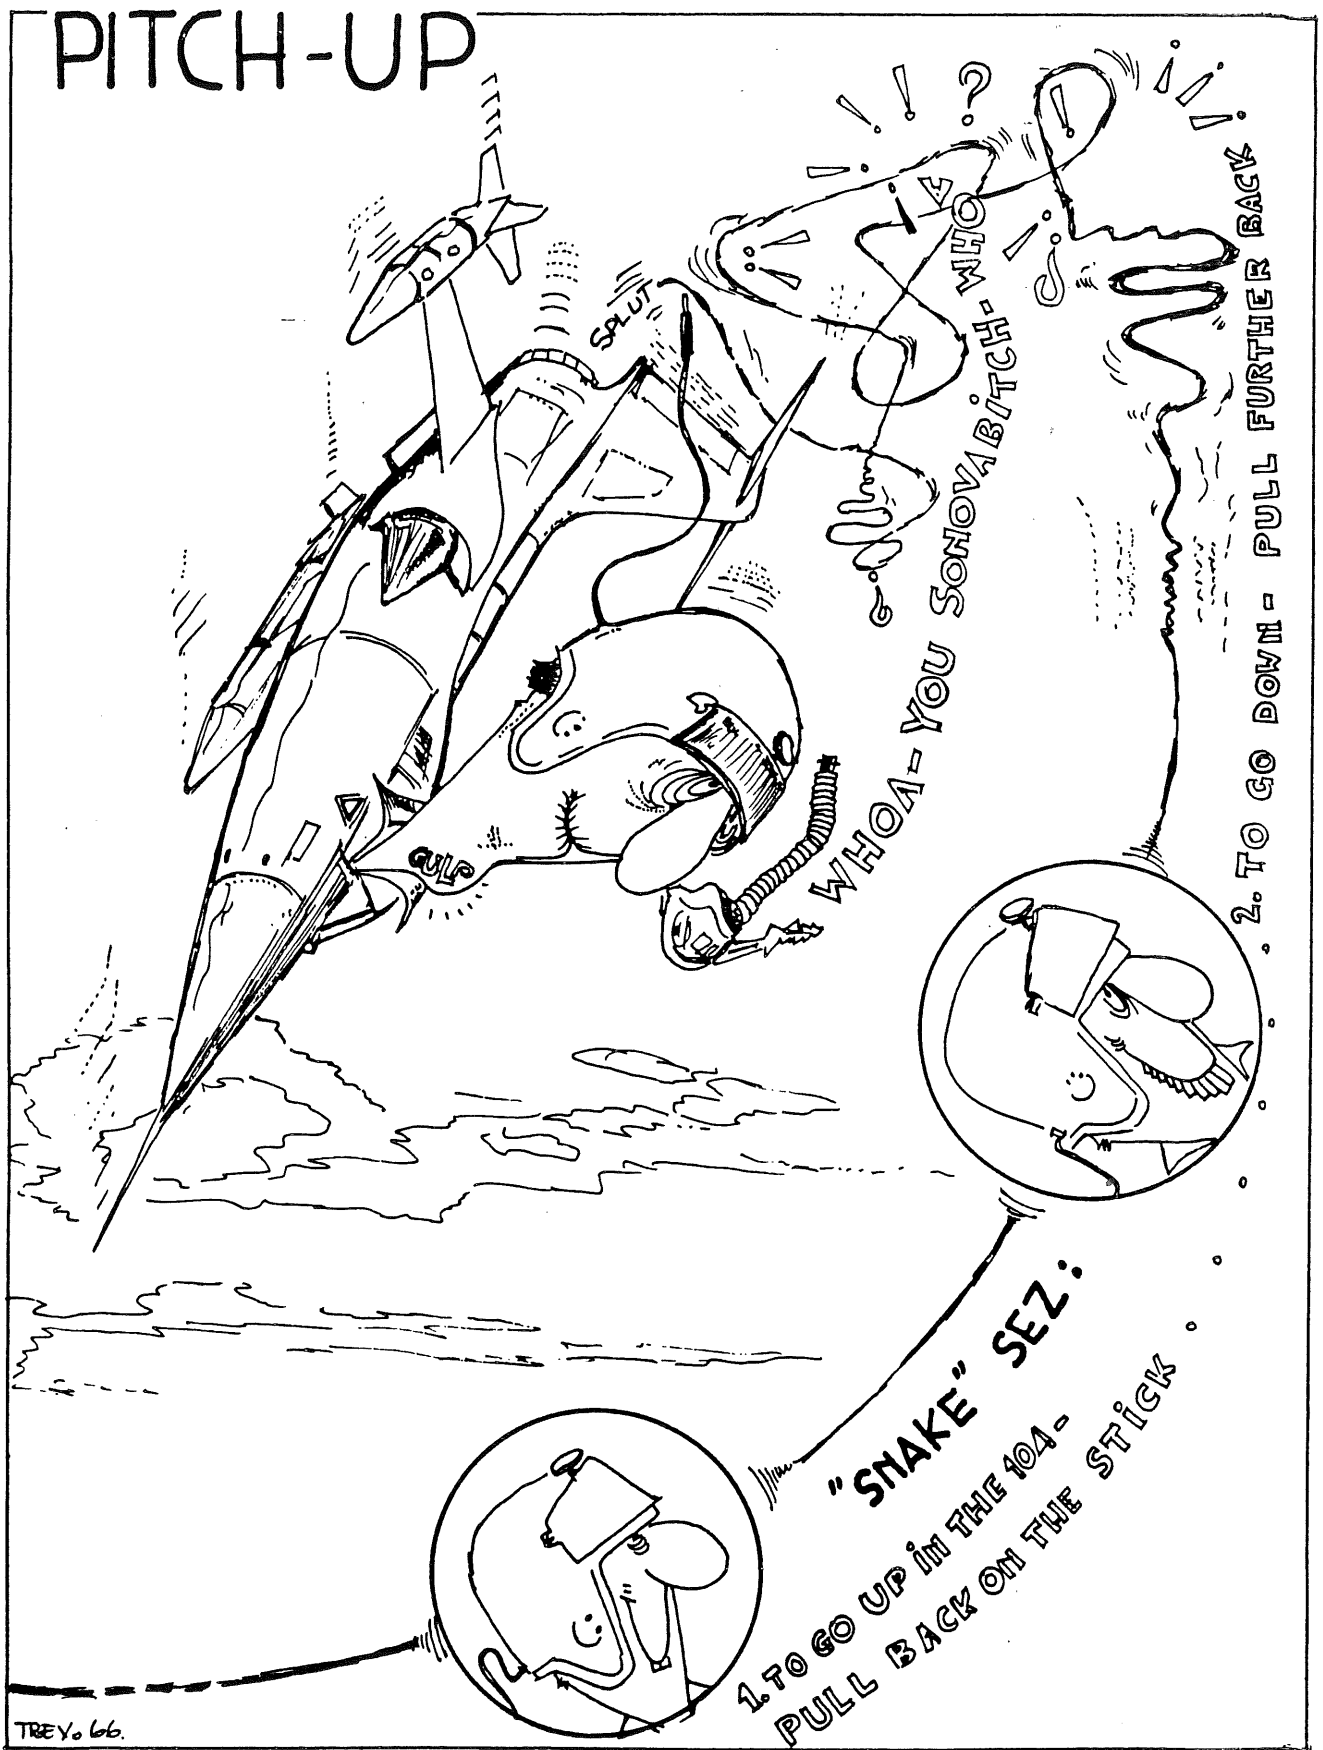 PITCH-UP
SPLUT
GULP
WHOA-YOU SONOVABITCH-WHOA
"SNAKE" SEZ:
1. TO GO UP IN THE 104-
PULL BACK ON THE STICK
2. TO GO DOWN - PULL FURTHER BACK!
TREV. 66.